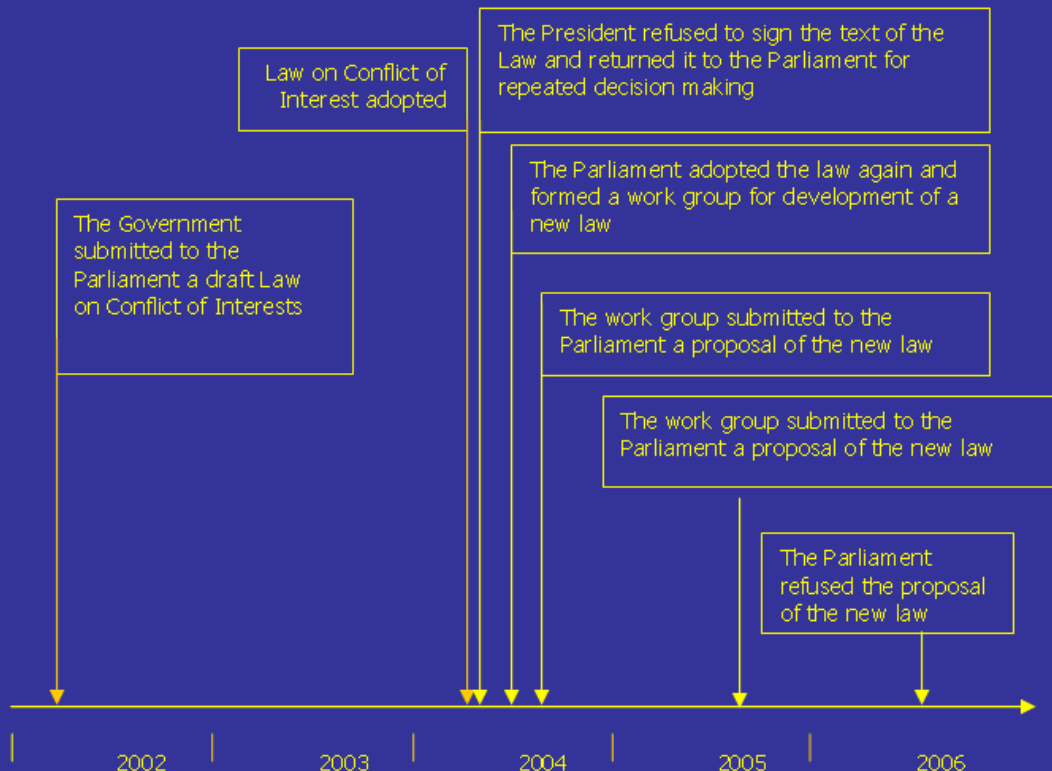 The President refused to sign the text of the
Law and returned it to the Parliament for
repeated decision making
Law on Conflict of
Interest adopted
The Parliament adopted the law again and
formed a work group for development of a
new law
The Government
submitted to the
Parliament a draft Law
on Conflict of Interests
The work group submitted to the
Parliament a proposal of the new law
The work group submitted to the
Parliament a proposal of the new law
The Parliament
refused the proposal
of the new law
2002 2003 2004 2005 2006